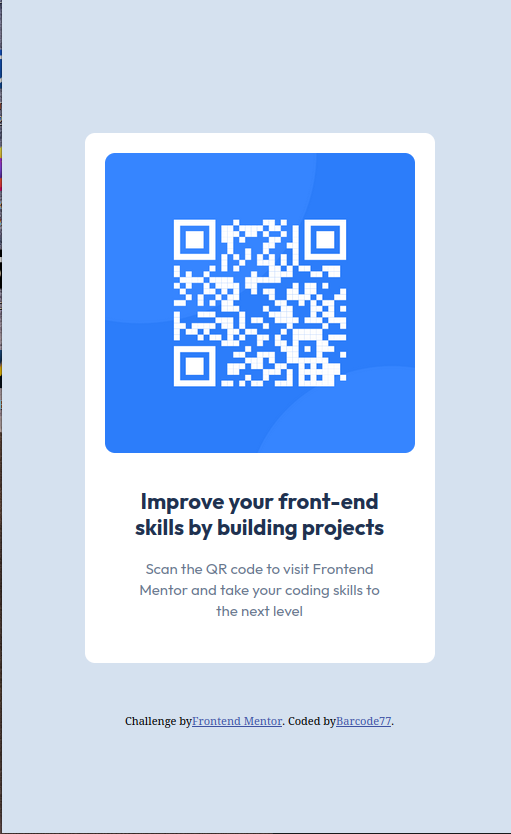 Improve your front-end
skills by building projects
Scan the QR code to visit Frontend
Mentor and take your coding skills to
the next level
Challenge byFrontend Mentor. Coded byBarcode77.